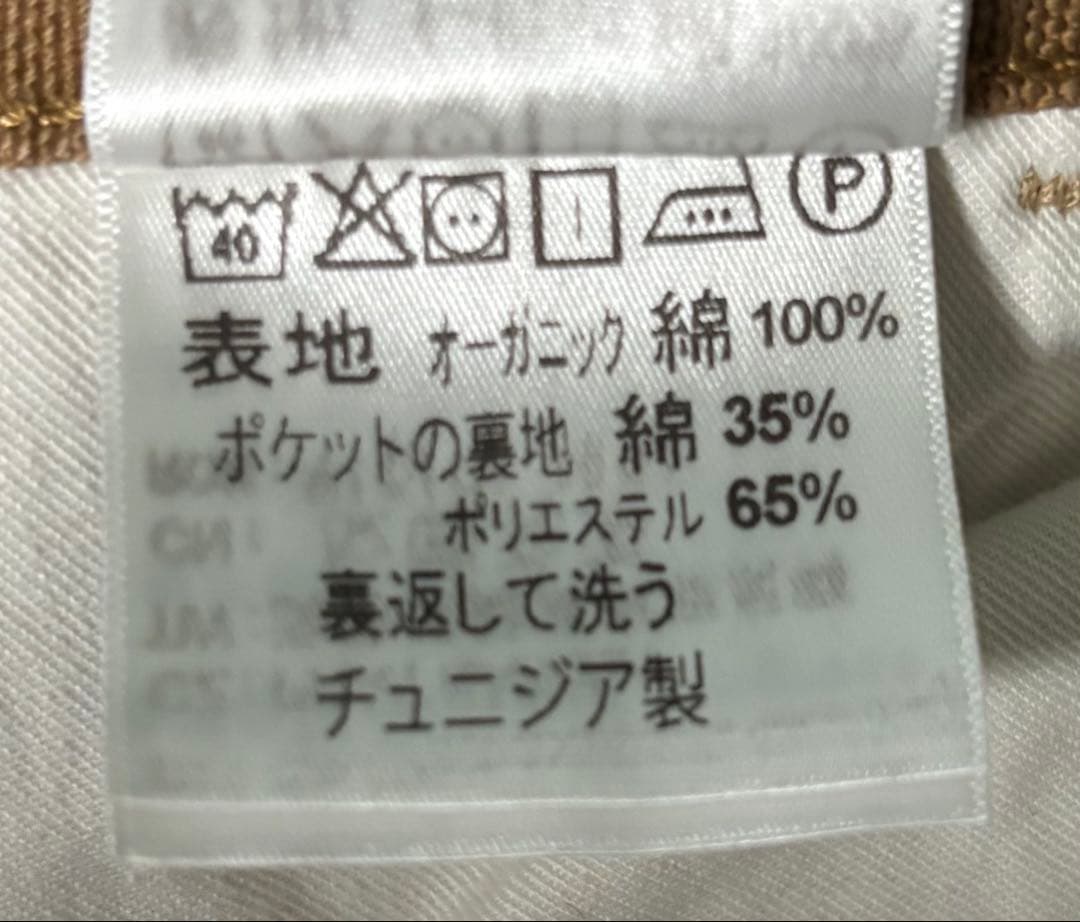 40 P
表地 オーガニック 綿 100%
ポケットの裏地 綿 35%
ポリエステル 65%
裏返して洗う
チュニジア製